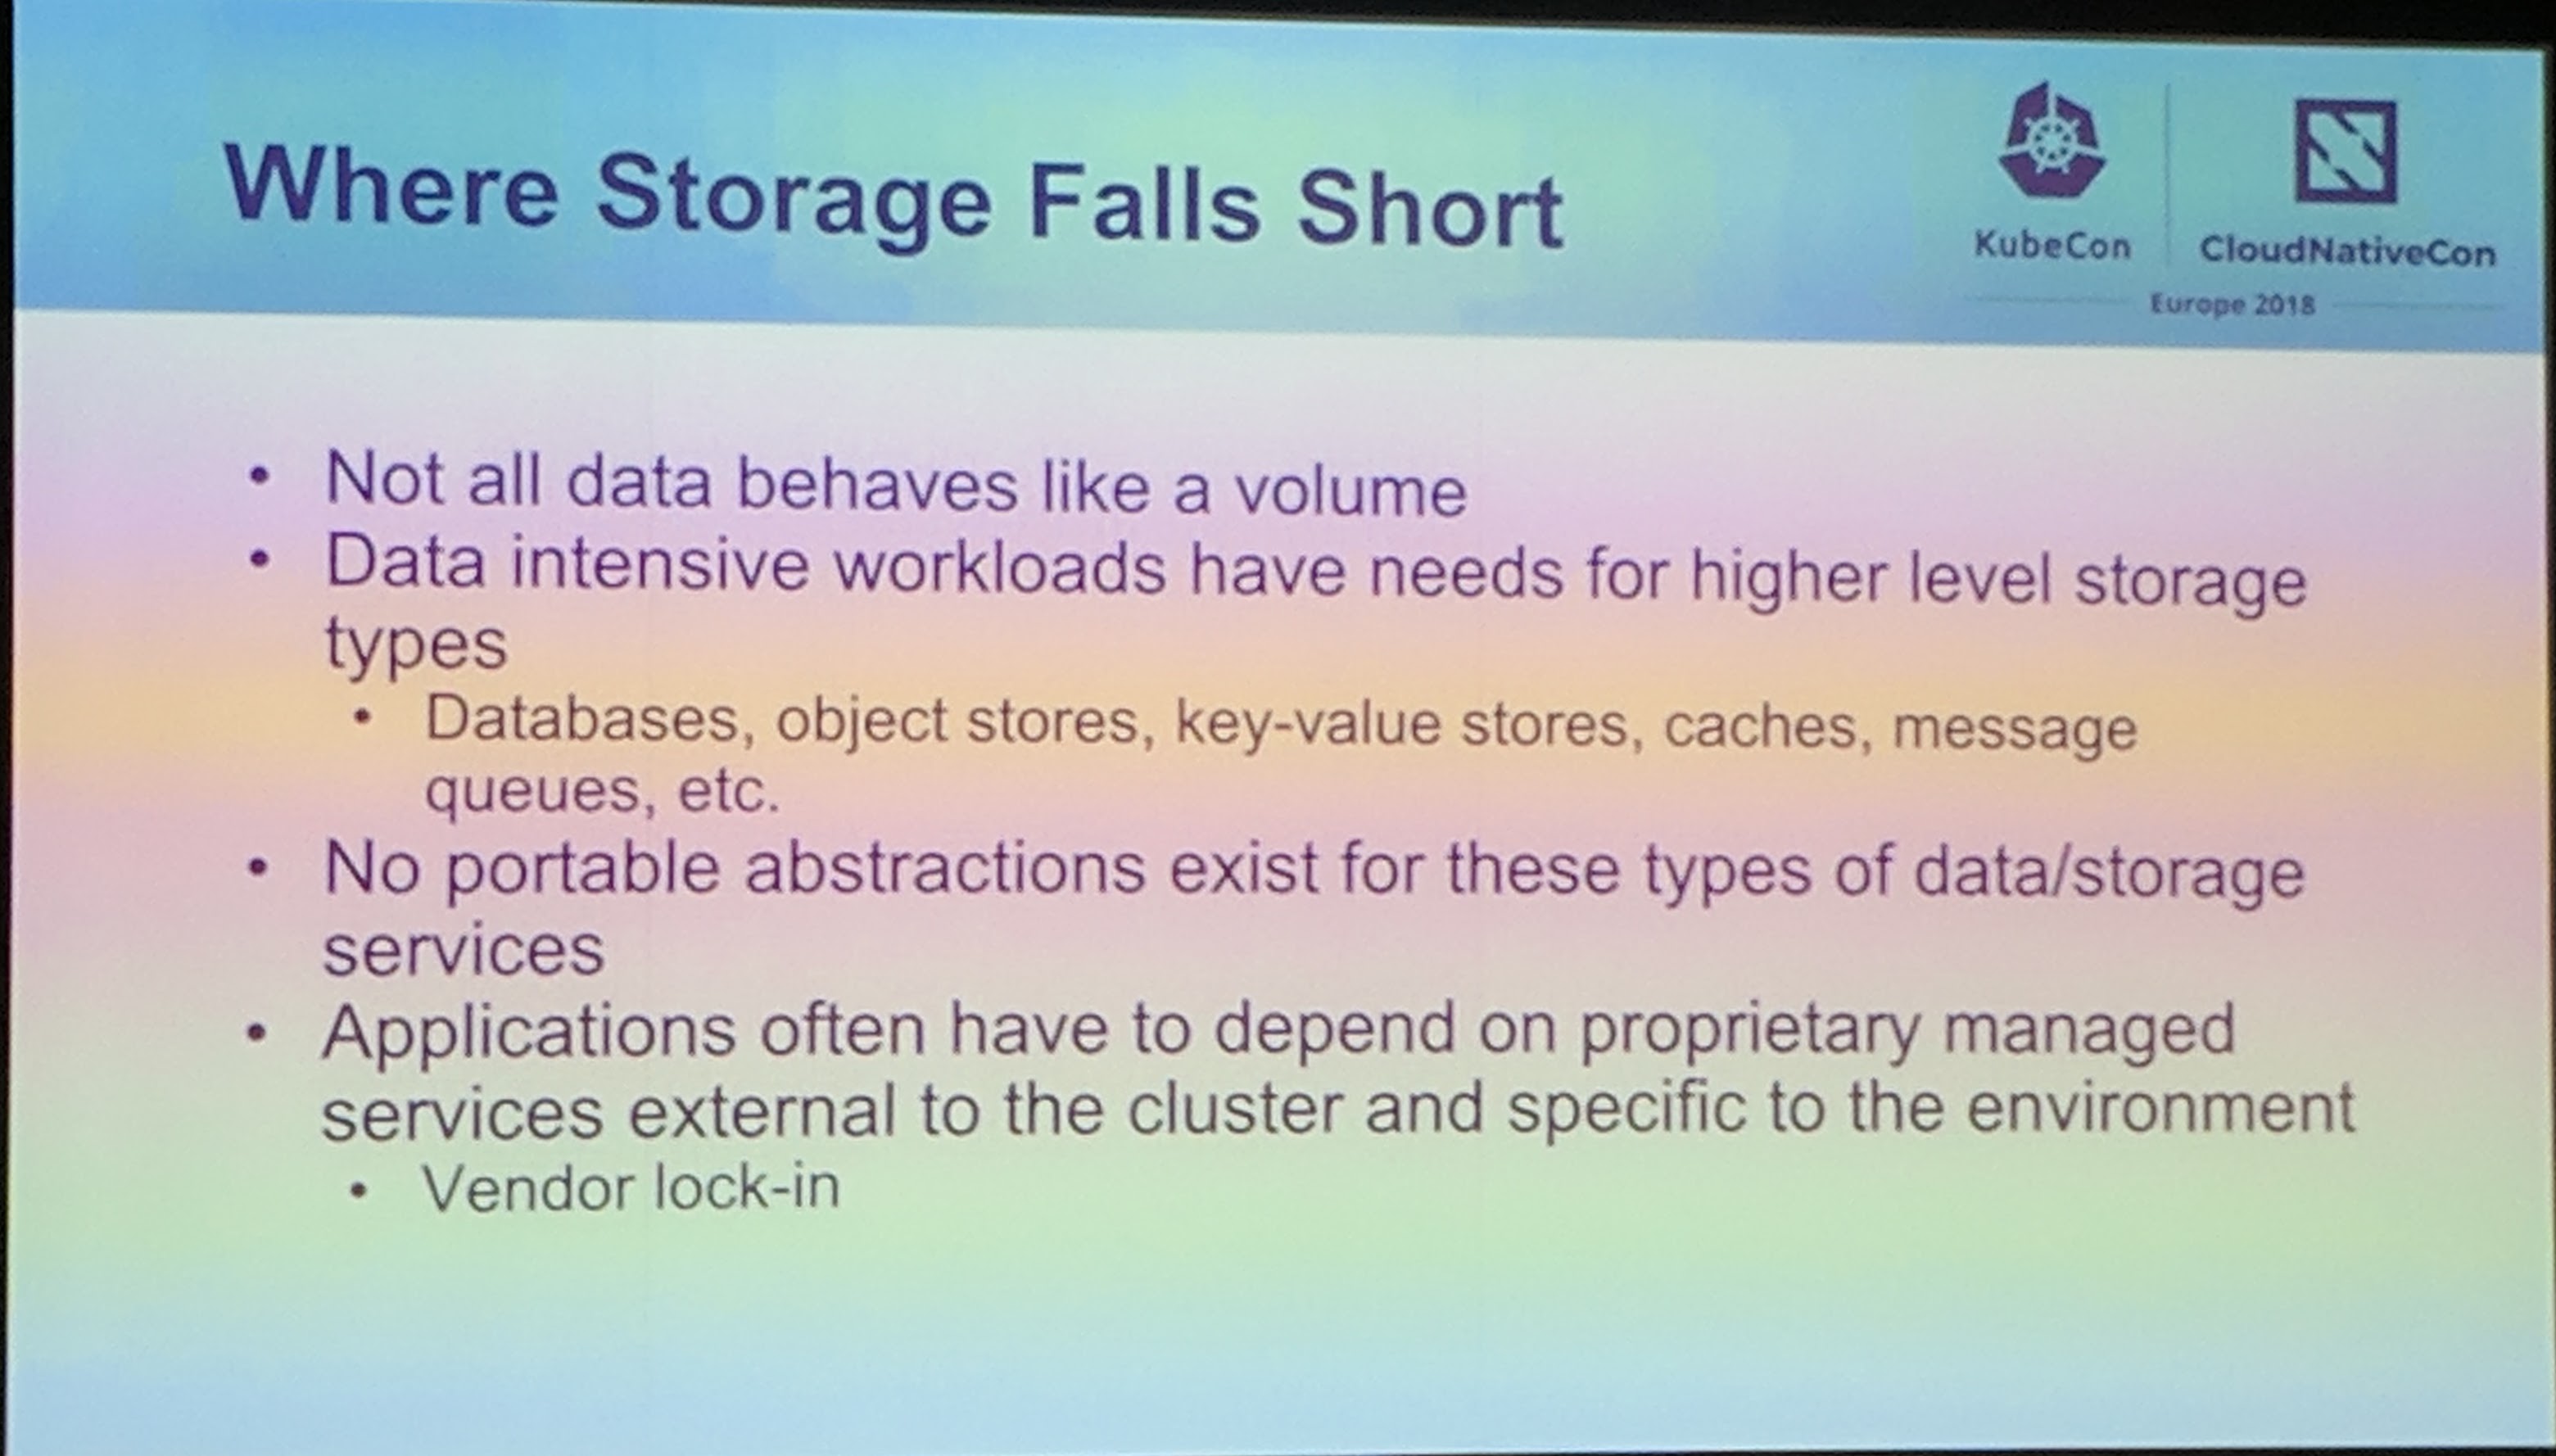 Where Storage Falls Short
KubeCon
CloudNativeCon
Europe 2018
• Not all data behaves like a volume
• Data intensive workloads have needs for higher level storage
types
• Databases, object stores, key-value stores, caches, message
queues, etc.
• No portable abstractions exist for these types of data/storage
services
• Applications often have to depend on proprietary managed
services external to the cluster and specific to the environment
• Vendor lock-in